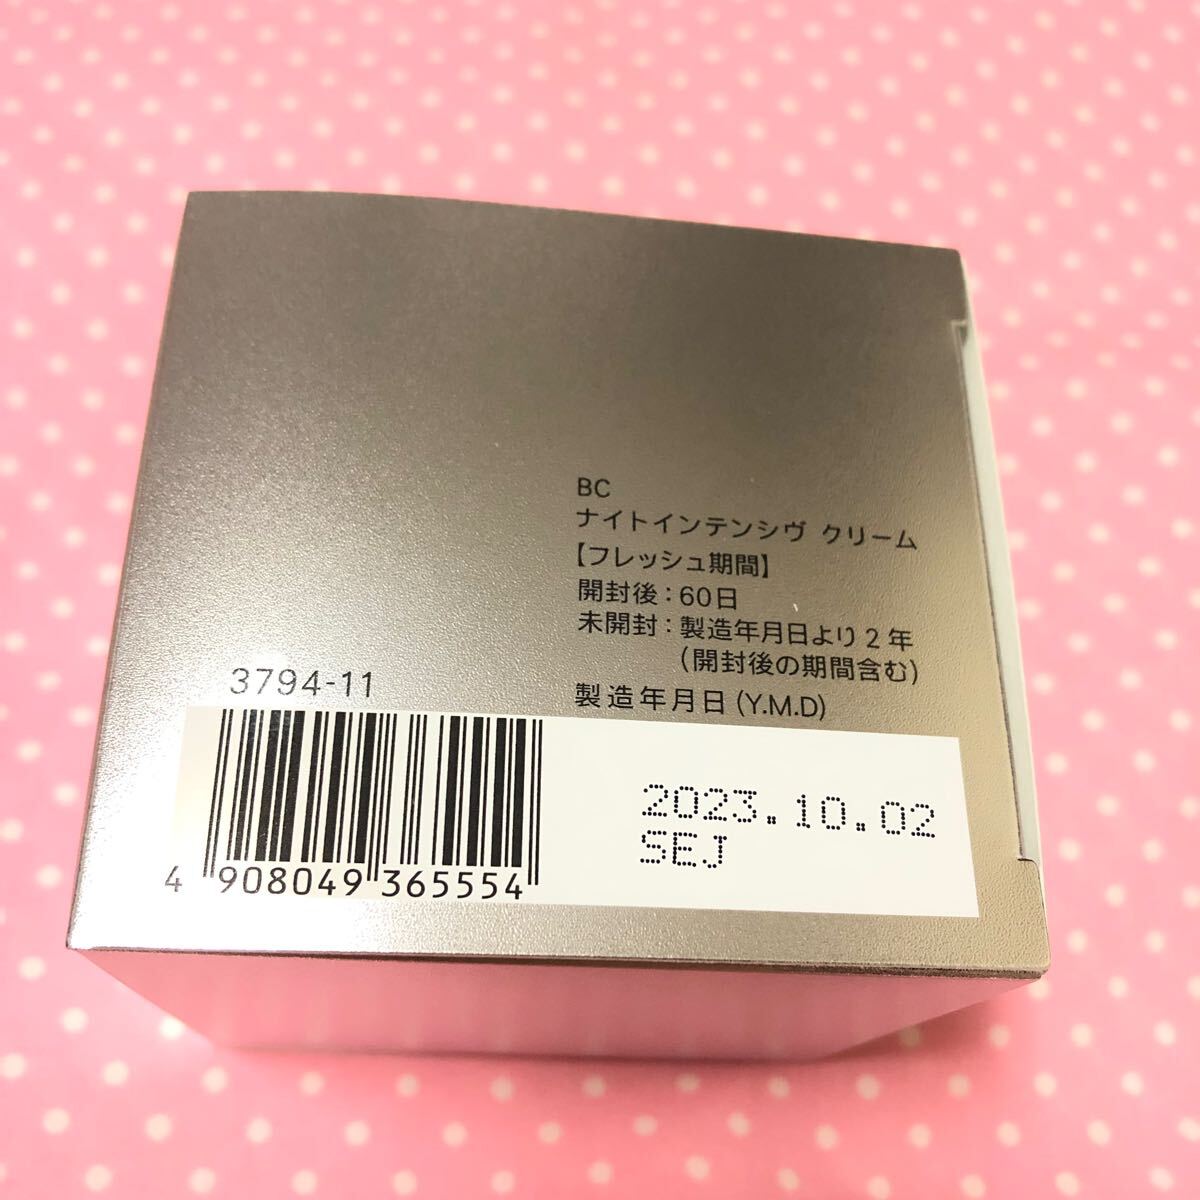 BC
ナイトインテンシヴ クリーム
【フレッシュ期間】
開封後：60日
未開封：製造年月日より2年
（開封後の期間含む）
製造年月日(Y.M.D)
3794-11
2023.10.02
SEJ
4 908049 365554